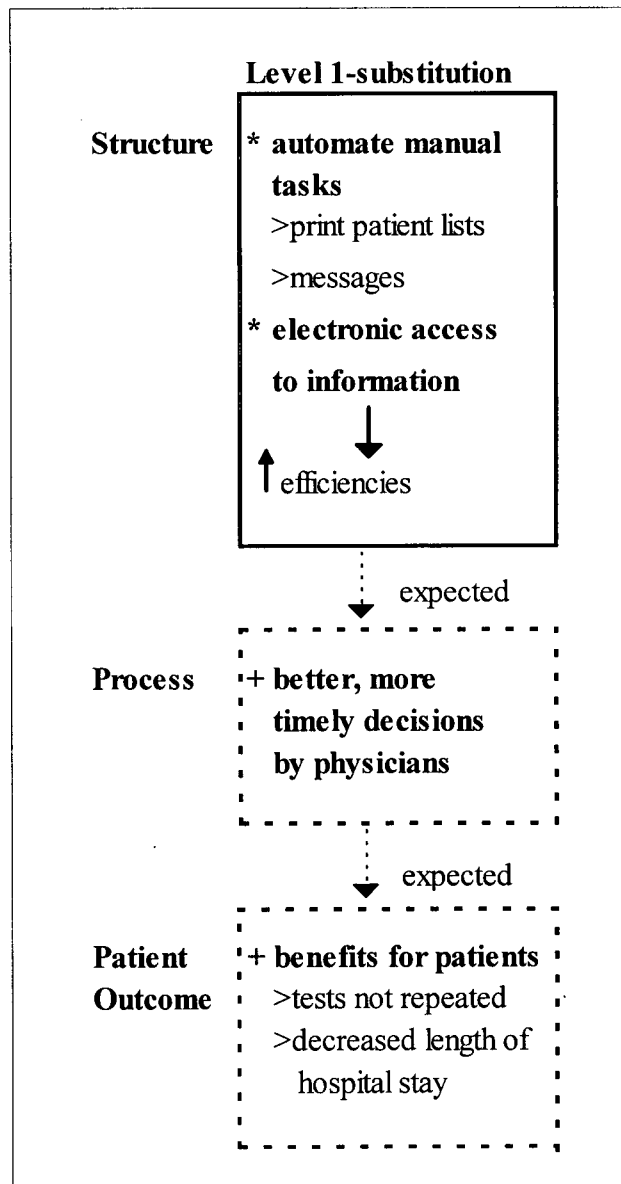 Level 1-substitution
Structure * automate manual
tasks
>print patient lists
>messages
* electronic access
to information
efficiencies
expected
Process + better, more
timely decisions
by physicians
expected
Patient + benefits for patients
Outcome >tests not repeated
>decreased length of
hospital stay